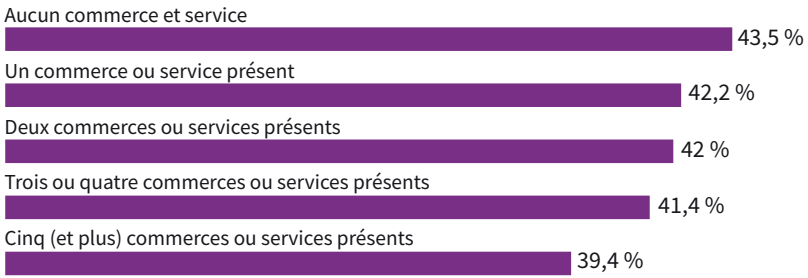 Aucun commerce et service
43,5 %
Un commerce ou service présent
42,2 %
Deux commerces ou services présents
42 %
Trois ou quatre commerces ou services présents
41,4 %
Cinq (et plus) commerces ou services présents
39,4 %